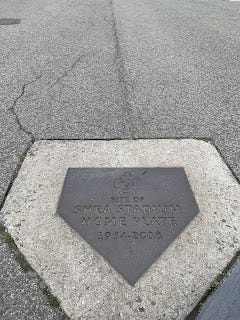 SITE OF
SHEA STADIUM
HOME PLATE
1964-2008